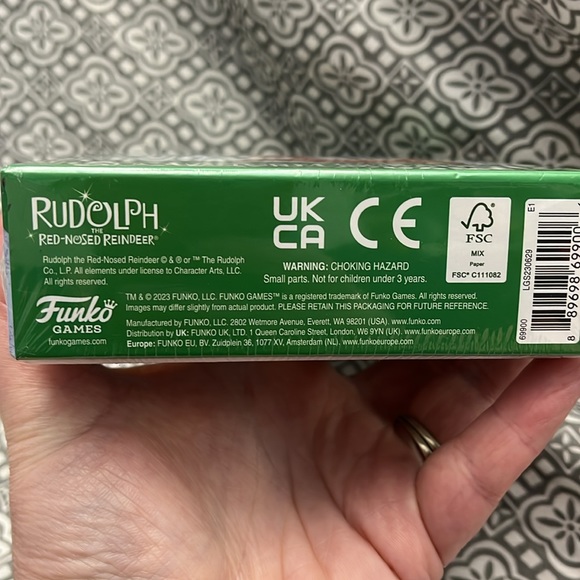 RUDOLPH
THE
RED-NOSED REINDEER®
Rudolph the Red-Nosed Reindeer © & ® or ™ The Rudolph
Co., L.P. All elements under license to Character Arts, LLC.
All rights reserved.
UK
CA
CE
WARNING: CHOKING HAZARD
Small parts. Not for children under 3 years.
FSC
MIX
Paper
FSC® C111082
Funko
GAMES
funkogames.com
TM & © 2023 FUNKO, LLC. FUNKO GAMES™ is a registered trademark of Funko Games. All rights reserved.
Images may differ slightly from actual product. PLEASE RETAIN THIS PACKAGING FOR FUTURE REFERENCE.
Manufactured by FUNKO, LLC. 2802 Wetmore Avenue, Everett, WA 98201 (USA). www.funko.com
Distribution by UK: FUNKO UK, LTD. 1 Queen Caroline Street, London, W6 9YN (UK). www.funkoeurope.com
Europe: FUNKO EU, BV. Zuidplein 36, 1077 XV, Amsterdam (NL). www.funkoeurope.com
69900
LGS230629
E1
8 89698 69900